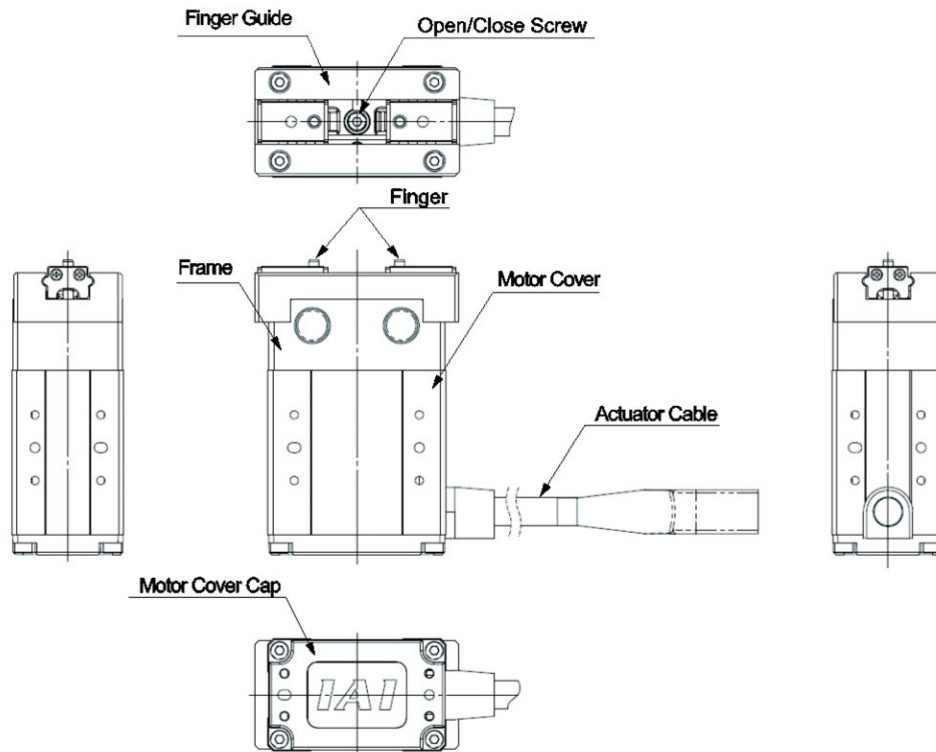 Finger Guide
Open/Close Screw
Finger
Frame
Motor Cover
Actuator Cable
Motor Cover Cap
IAI